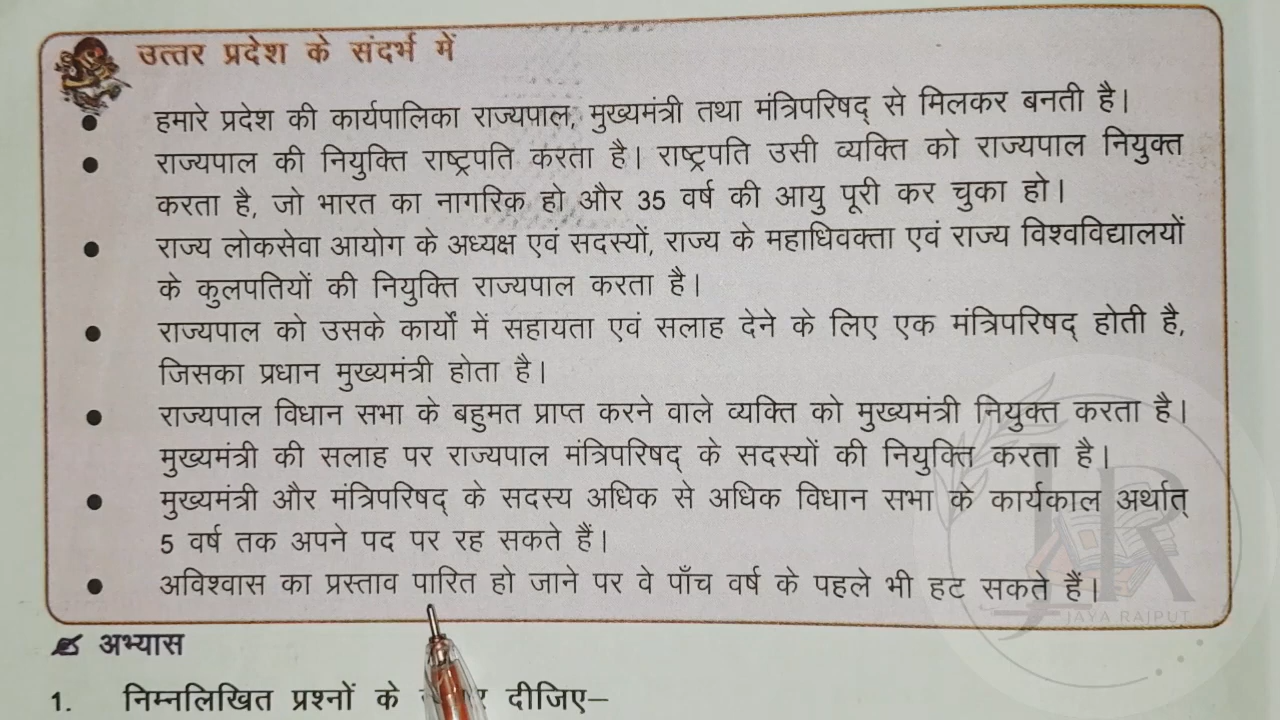 उत्तर प्रदेश के संदर्भ में
● हमारे प्रदेश की कार्यपालिका राज्यपाल, मुख्यमंत्री तथा मंत्रिपरिषद् से मिलकर बनती है।
● राज्यपाल की नियुक्ति राष्ट्रपति करता है। राष्ट्रपति उसी व्यक्ति को राज्यपाल नियुक्त
करता है, जो भारत का नागरिक हो और 35 वर्ष की आयु पूरी कर चुका हो।
● राज्य लोकसेवा आयोग के अध्यक्ष एवं सदस्यों, राज्य के महाधिवक्ता एवं राज्य विश्वविद्यालयों
के कुलपतियों की नियुक्ति राज्यपाल करता है।
● राज्यपाल को उसके कार्यों में सहायता एवं सलाह देने के लिए एक मंत्रिपरिषद् होती है,
जिसका प्रधान मुख्यमंत्री होता है।
● राज्यपाल विधान सभा के बहुमत प्राप्त करने वाले व्यक्ति को मुख्यमंत्री नियुक्त करता है।
मुख्यमंत्री की सलाह पर राज्यपाल मंत्रिपरिषद् के सदस्यों की नियुक्ति करता है।
● मुख्यमंत्री और मंत्रिपरिषद् के सदस्य अधिक से अधिक विधान सभा के कार्यकाल अर्थात्
5 वर्ष तक अपने पद पर रह सकते हैं।
● अविश्वास का प्रस्ताव पारित हो जाने पर वे पाँच वर्ष के पहले भी हट सकते हैं।
JR
JAYA RAJPUT
अभ्यास
1. निम्नलिखित प्रश्नों के दीजिए–